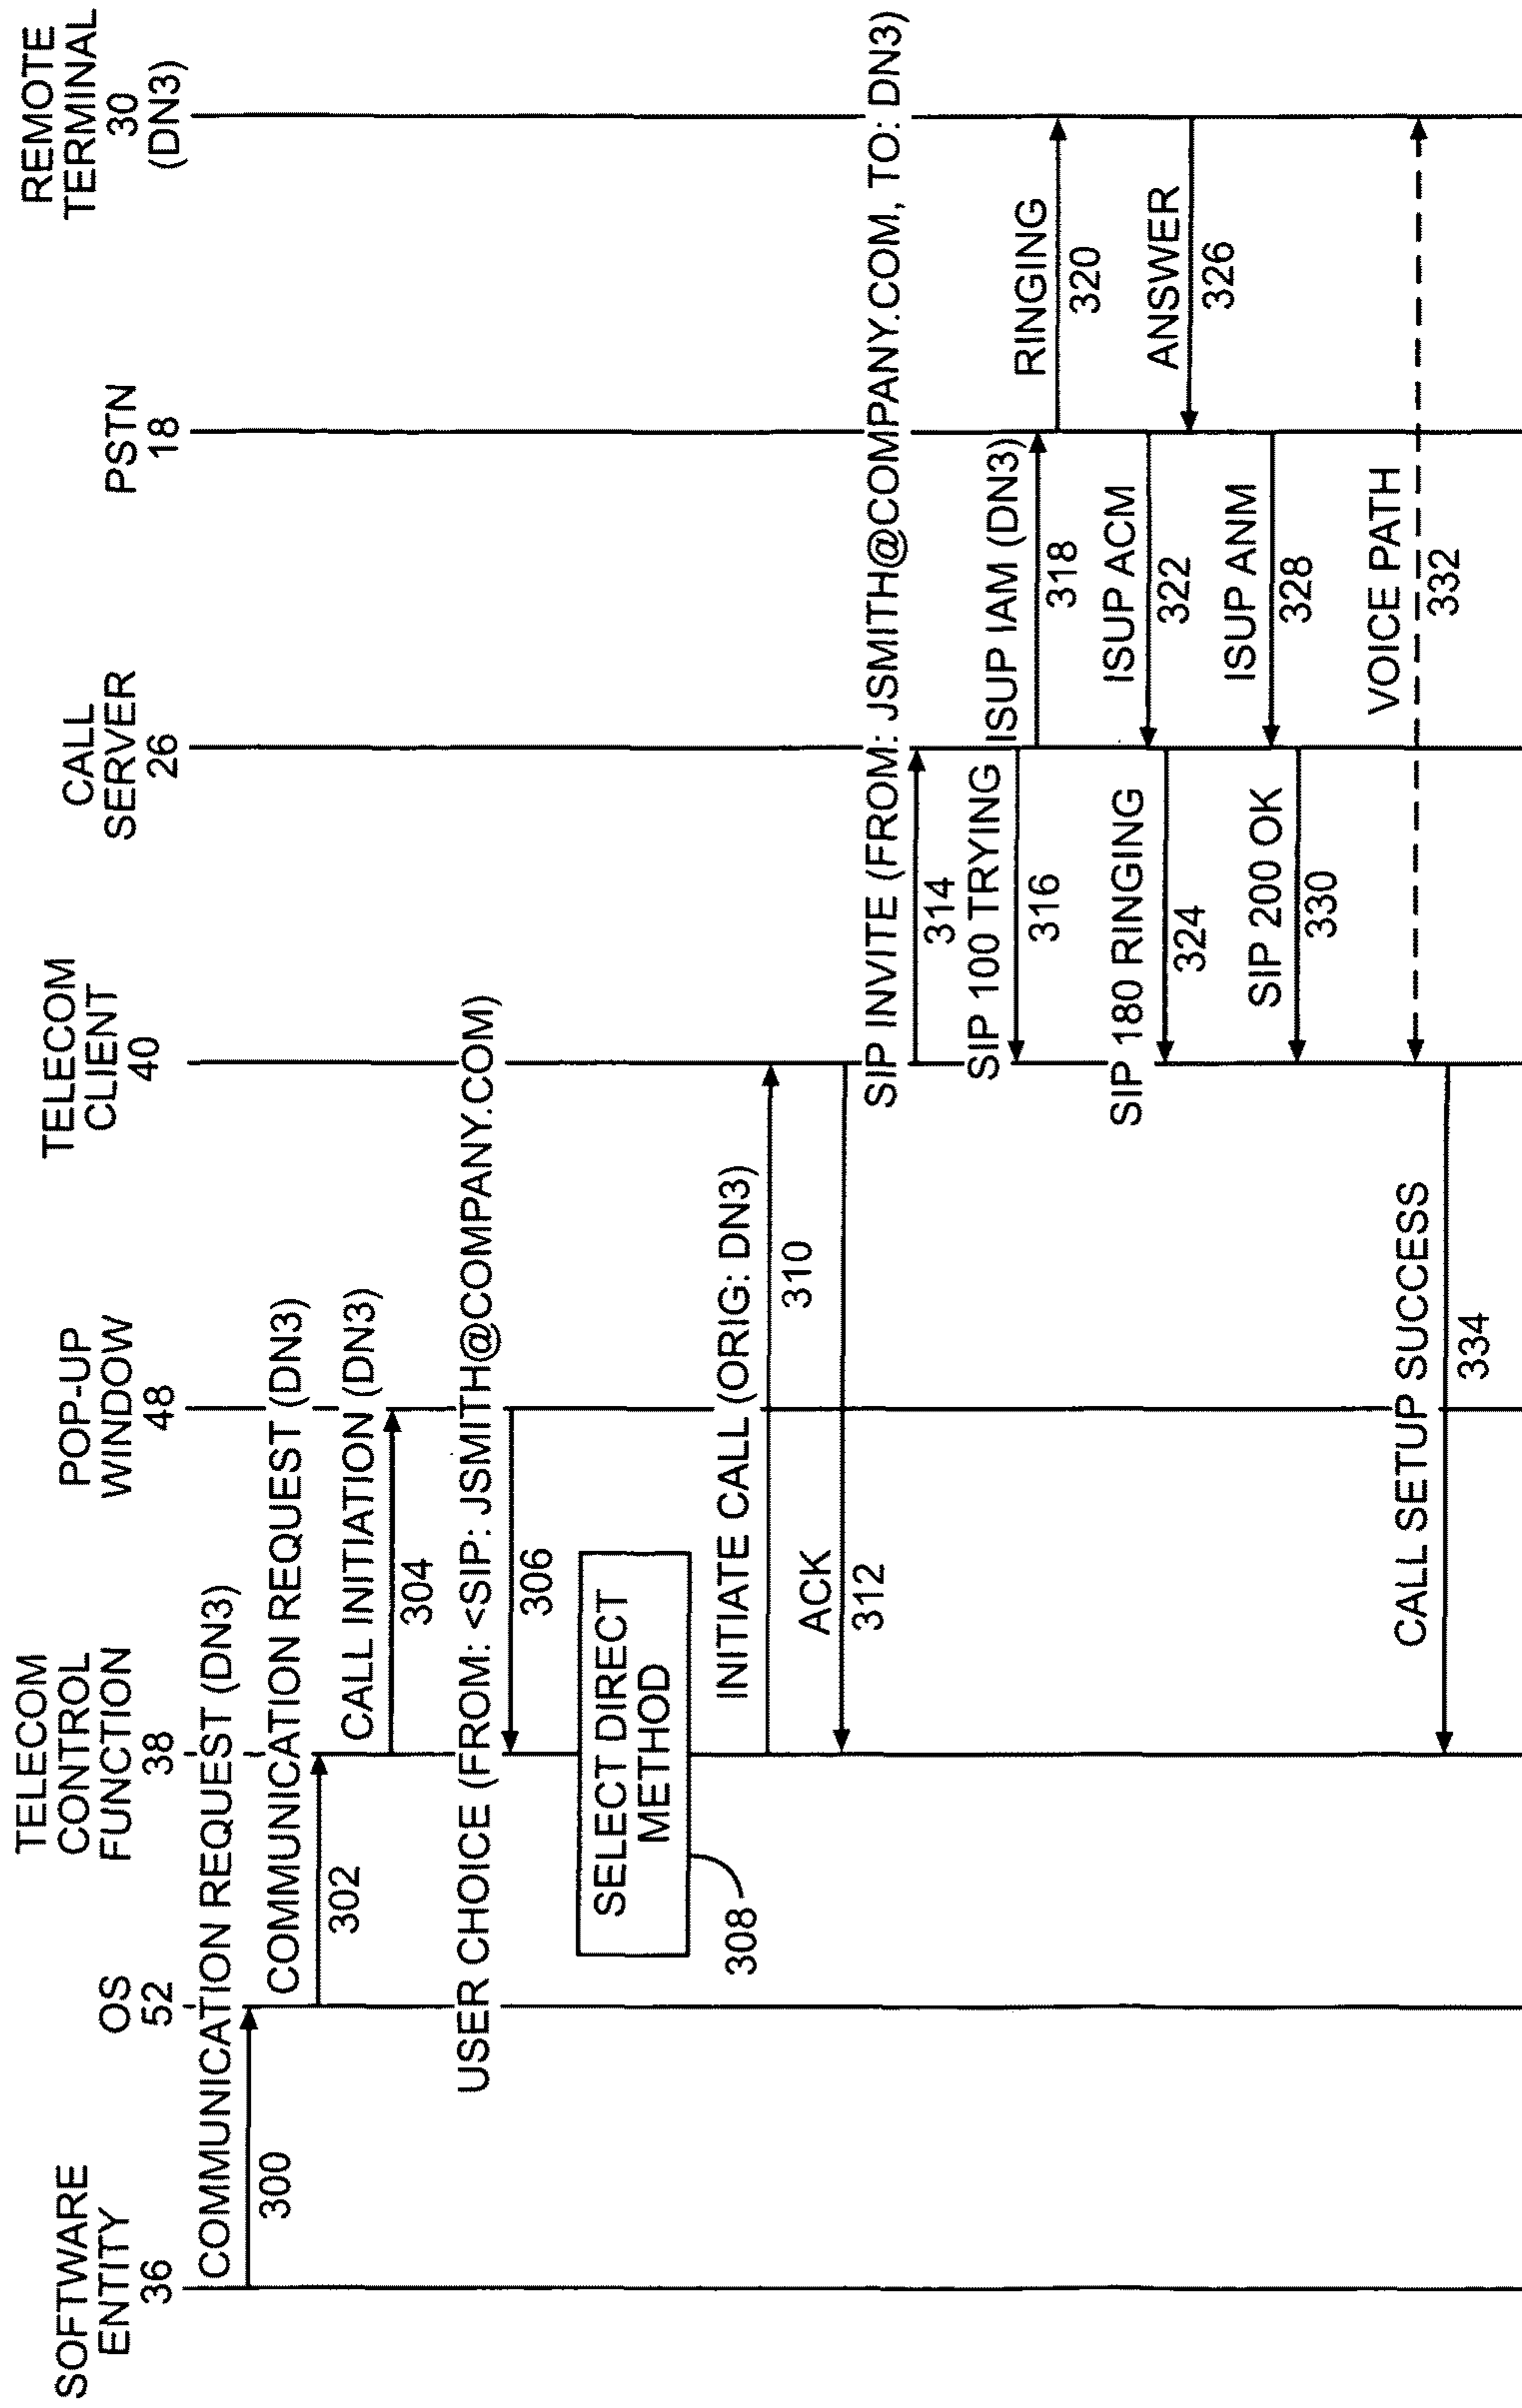 SOFTWARE
ENTITY
36
OS
52
TELECOM
CONTROL
FUNCTION
38
POP-UP
WINDOW
48
TELECOM
CLIENT
40
CALL
SERVER
26
PSTN
18
REMOTE
TERMINAL
30
(DN3)
COMMUNICATION REQUEST (DN3)
300
COMMUNICATION REQUEST (DN3)
302
CALL INITIATION (DN3)
304
USER CHOICE (FROM: <SIP: JSMITH@COMPANY.COM)
306
SELECT DIRECT
METHOD
308
INITIATE CALL (ORIG: DN3)
310
ACK
312
SIP INVITE (FROM: JSMITH@COMPANY.COM, TO: DN3)
314
SIP 100 TRYING
316
ISUP IAM (DN3)
318
RINGING
320
ISUP ACM
322
SIP 180 RINGING
324
ANSWER
326
ISUP ANM
328
SIP 200 OK
330
VOICE PATH
332
CALL SETUP SUCCESS
334